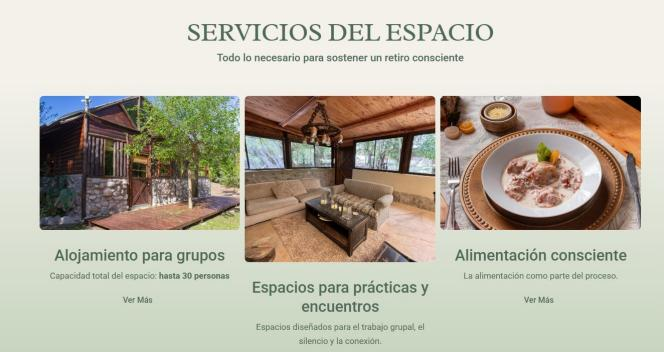 SERVICIOS DEL ESPACIO
Todo lo necesario para sostener un retiro consciente
Alojamiento para grupos
Capacidad total del espacio: hasta 30 personas
Ver Más
Espacios para prácticas y
encuentros
Espacios diseñados para el trabajo grupal, el
silencio y la conexión.
Alimentación consciente
La alimentación como parte del proceso.
Ver Más